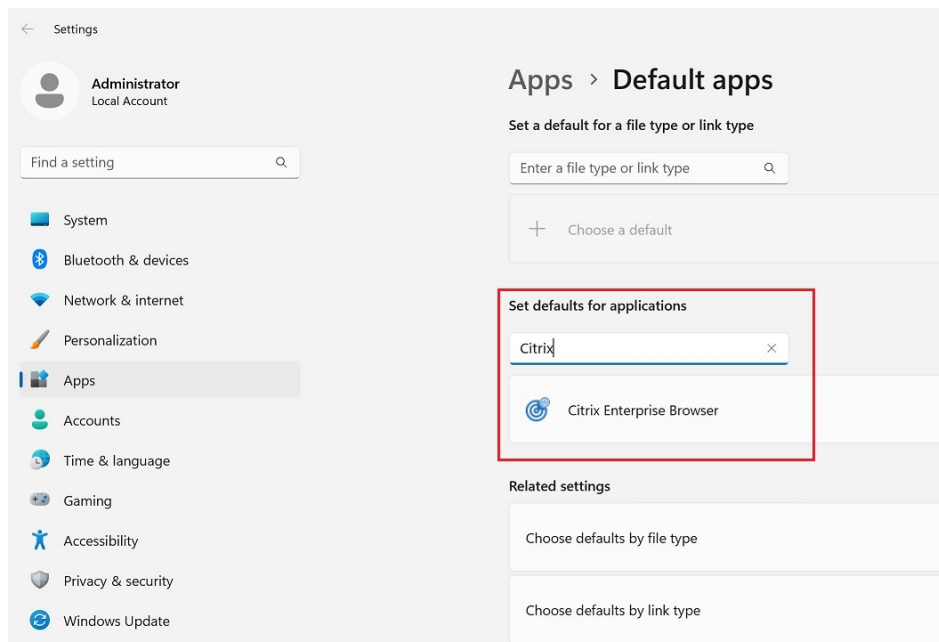 Settings
Administrator
Local Account
Find a setting
System
Bluetooth & devices
Network & internet
Personalization
Apps
Accounts
Time & language
Gaming
Accessibility
Privacy & security
Windows Update
Apps > Default apps
Set a default for a file type or link type
Enter a file type or link type
Choose a default
Set defaults for applications
Citrix
Citrix Enterprise Browser
Related settings
Choose defaults by file type
Choose defaults by link type